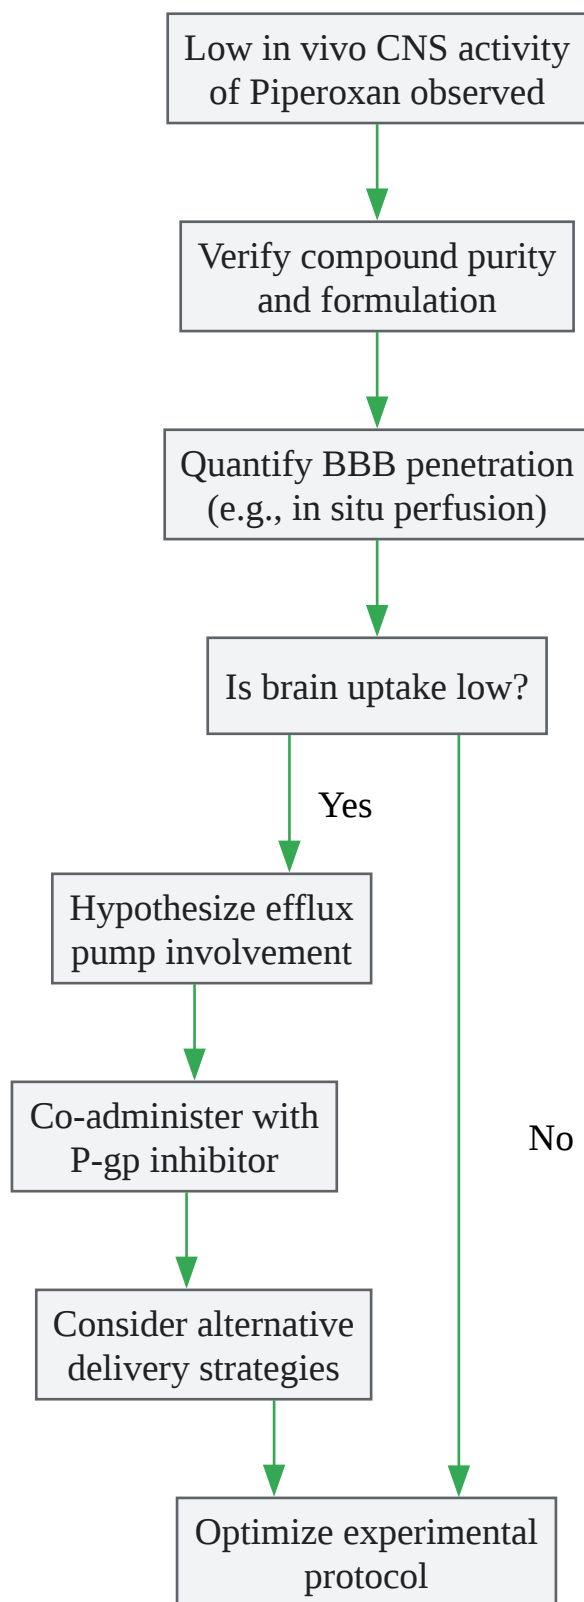 Low in vivo CNS activity
of Piperoxan observed
Verify compound purity
and formulation
Quantify BBB penetration
(e.g., in situ perfusion)
Is brain uptake low?
Yes
Hypothesize efflux
pump involvement
Co-administer with
P-gp inhibitor
No
Consider alternative
delivery strategies
Optimize experimental
protocol